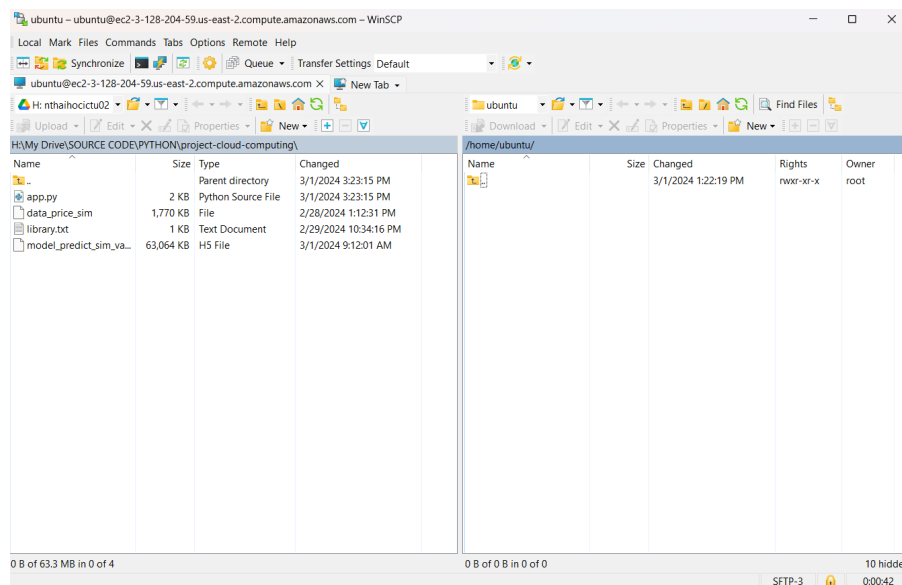 ubuntu – ubuntu@ec2-3-128-204-59.us-east-2.compute.amazonaws.com – WinSCP
Local Mark Files Commands Tabs Options Remote Help
Synchronize Queue Transfer Settings Default
ubuntu@ec2-3-128-204-59.us-east-2.compute.amazonaws.com × New Tab
H: nthaihocictu02
Upload Edit Properties New
H:\My Drive\SOURCE CODE\PYTHON\project-cloud-computing\
Name Size Type Changed
.. Parent directory 3/1/2024 3:23:15 PM
app.py 2 KB Python Source File 3/1/2024 3:23:15 PM
data_price_sim 1,770 KB File 2/28/2024 1:12:31 PM
library.txt 1 KB Text Document 2/29/2024 10:34:16 PM
model_predict_sim_va... 63,064 KB H5 File 3/1/2024 9:12:01 AM
0 B of 63.3 MB in 0 of 4
ubuntu Find Files
Download Edit Properties New
/home/ubuntu/
Name Size Changed Rights Owner
.. 3/1/2024 1:22:19 PM rwxr-xr-x root
0 B of 0 B in 0 of 0 10 hidde
SFTP-3 0:00:42